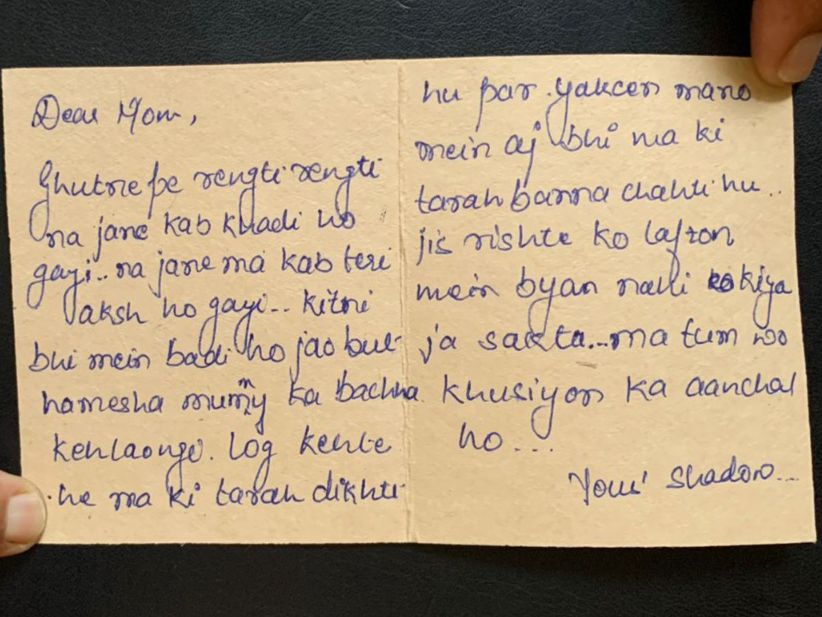 Dear Mom,
Ghutne pe rengti rengti
na jane kab khadi ho
gayi.. na jane ma kab teri
aksh ho gayi.. kitni
bhi mein badi ho jao but
hamesha mummy ka bachha
kehlaongi. log kehte
he ma ki tarah dikhti
hu par. yakeen mano
mein aj bhi ma ki
tarah banna chahti hu..
jis rishte ko lafzon
mein byan nahi kiya
ja sakta... ma tum wo
khusiyon ka aanchal
ho...
Your shadow...